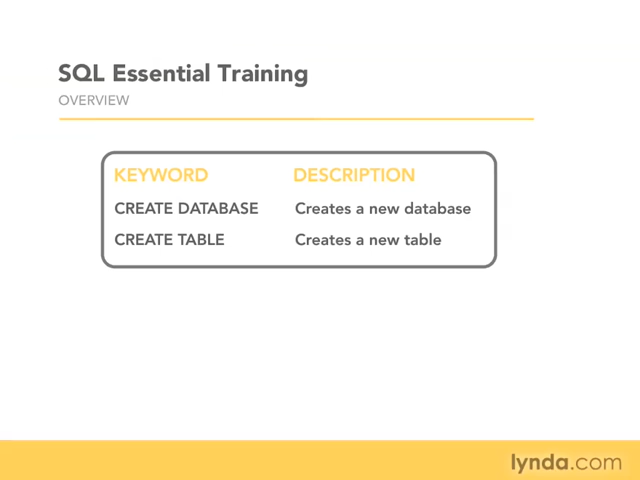 SQL Essential Training
OVERVIEW
KEYWORD DESCRIPTION
CREATE DATABASE Creates a new database
CREATE TABLE Creates a new table
lynda.com